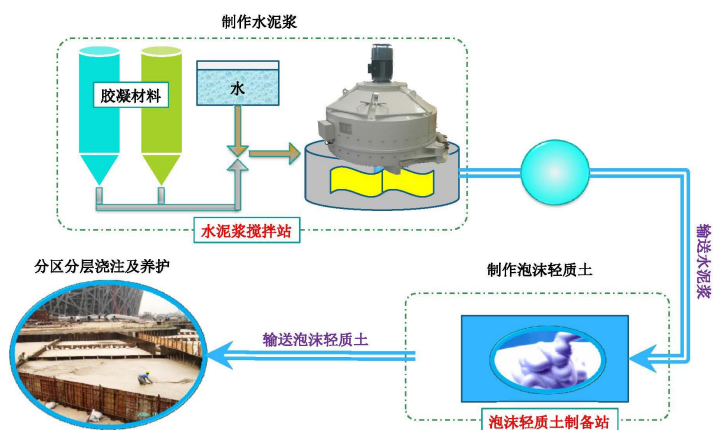 制作水泥浆
胶凝材料
水
水泥浆搅拌站
输送水泥浆
分区分层浇注及养护
制作泡沫轻质土
输送泡沫轻质土
泡沫轻质土制备站